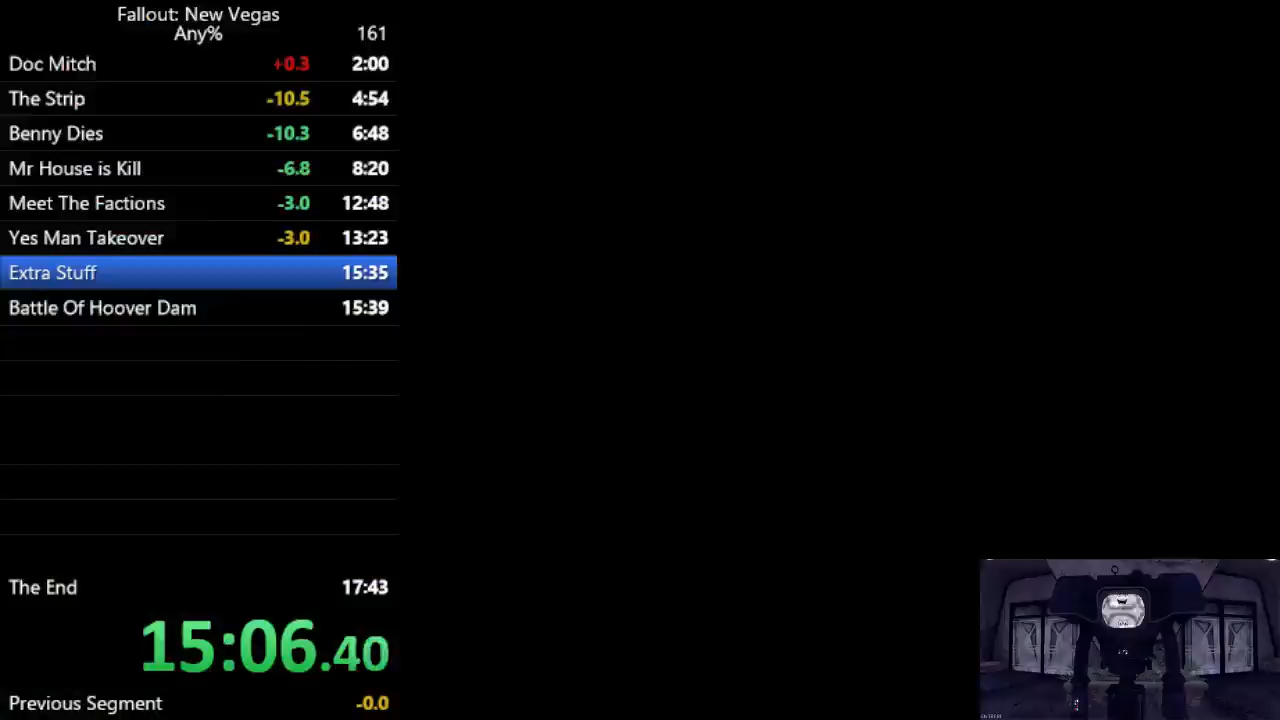 Fallout: New Vegas
Any% 161
Doc Mitch +0.3 2:00
The Strip -10.5 4:54
Benny Dies -10.3 6:48
Mr House is Kill -6.8 8:20
Meet The Factions -3.0 12:48
Yes Man Takeover -3.0 13:23
Extra Stuff 15:35
Battle Of Hoover Dam 15:39
The End 17:43
15:06.40
Previous Segment -0.0